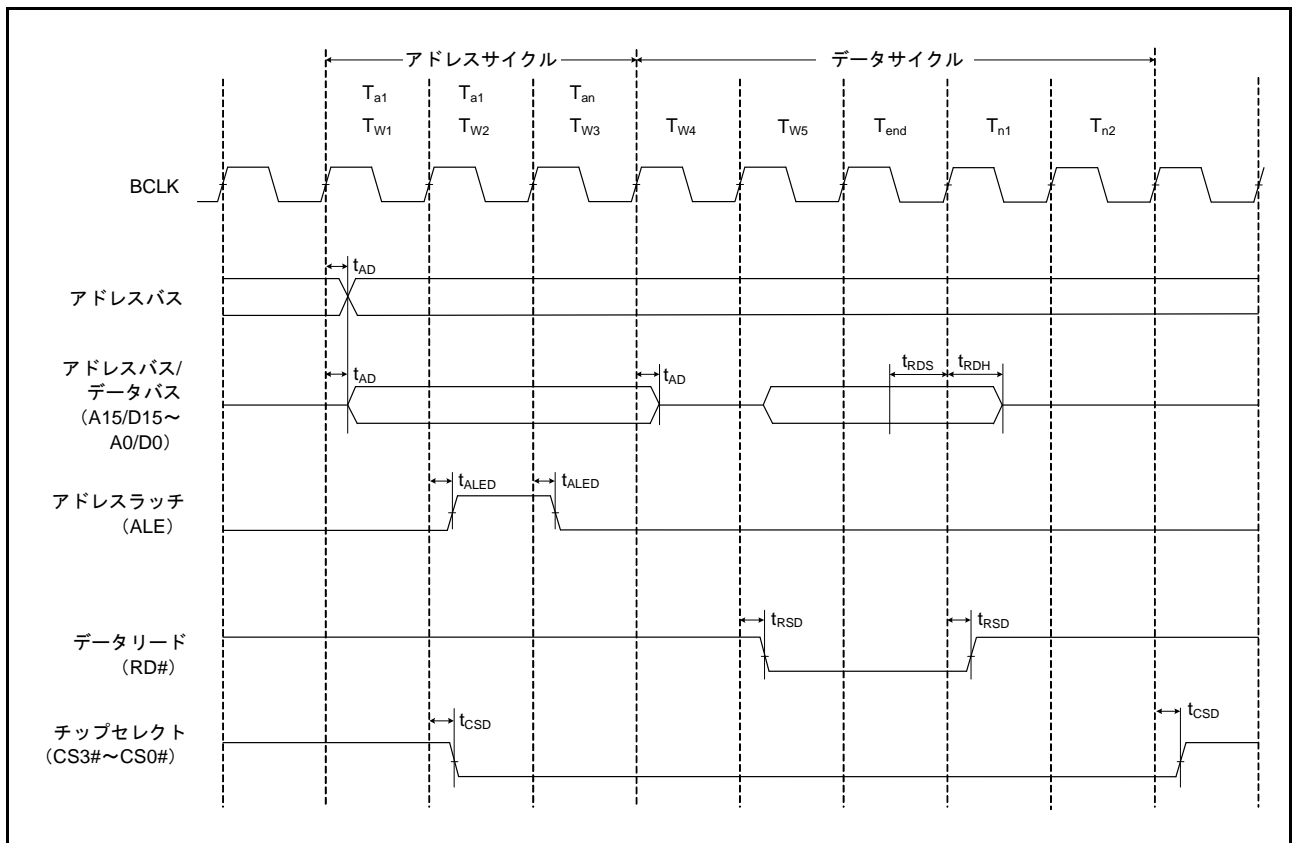 アドレスサイクル
データサイクル
Ta1 Ta1 Tan
TW1 TW2 TW3 TW4 TW5 Tend Tn1 Tn2
BCLK
tAD
アドレスバス
アドレスバス/
データバス
（A15/D15～
A0/D0）
tAD
tAD
tRDS
tRDH
アドレスラッチ
（ALE）
tALED
tALED
データリード
（RD#）
tRSD
tRSD
チップセレクト
（CS3#～CS0#）
tCSD
tCSD